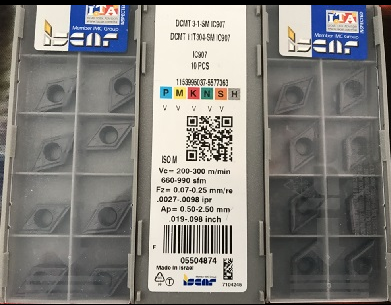 Member IMC Group
ISCAR
DCMT 3-1-SM IC907
DCMT 11T304-SM IC907
IC907
10 PCS
P M K N S H
V V V V
ISO M
Vc = 200-300 m/min
660-990 sfm
Fz = 0.07-0.25 mm/re
.0027-.0098 ipr
Ap = 0.50-2.50 mm
.019-.098 inch
F
05504874
Made in Israel
ISCAR
7104248
Member IMC Group
ISCAR